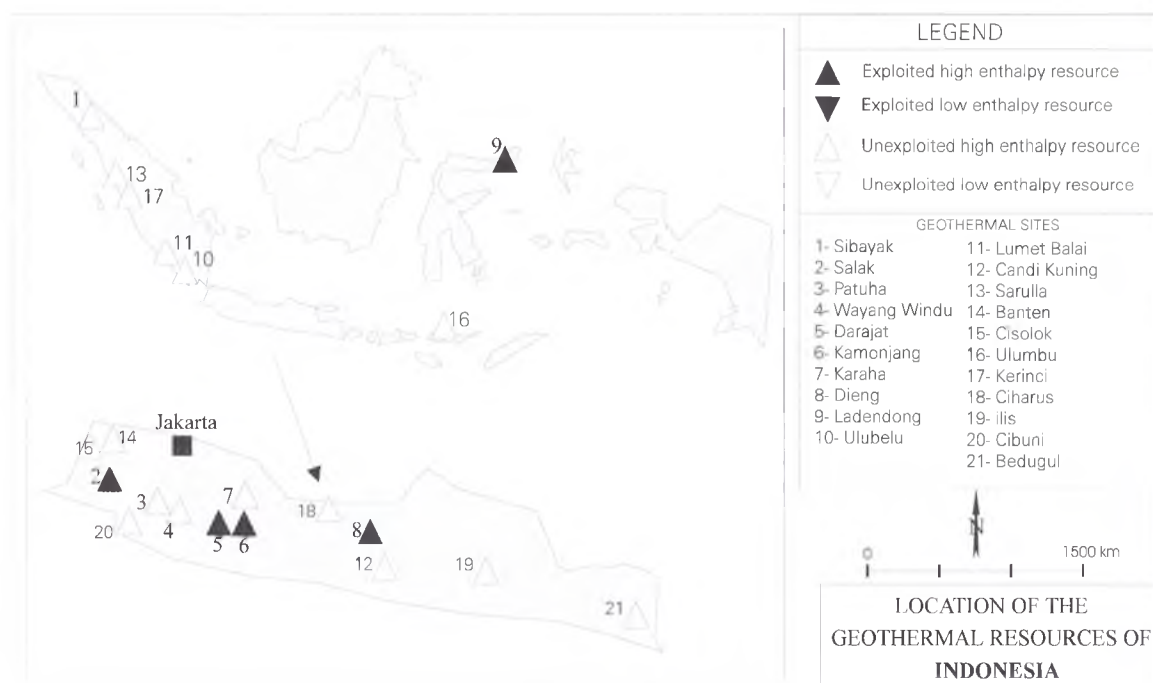 LEGEND
Exploited high enthalpy resource
Exploited low enthalpy resource
Unexploited high enthalpy resource
Unexploited low enthalpy resource
GEOTHERMAL SITES
1- Sibayak
2- Salak
3- Patuha
4- Wayang Windu
5- Darajat
6- Kamonjang
7- Karaha
8- Dieng
9- Ladendong
10- Ulubelu
11- Lumet Balai
12- Candi Kuning
13- Sarulla
14- Banten
15- Cisolok
16- Ulumbu
17- Kerinci
18- Ciharus
19- ilis
20- Cibuni
21- Bedugul
N
0 1500 km
LOCATION OF THE
GEOTHERMAL RESOURCES OF
INDONESIA
1
9
13
17
11
10
16
Jakarta
15 14
2
3
7
18
20
4
5
6
8
12
19
21